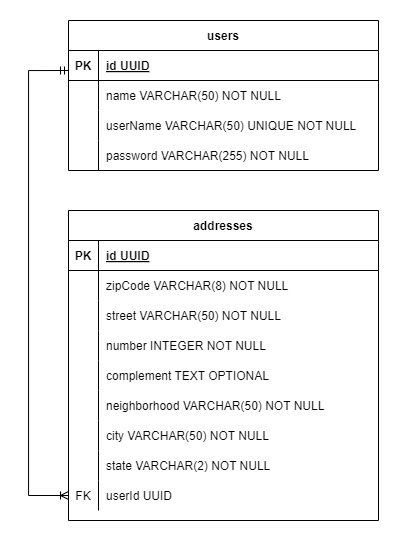 users
PK id UUID
name VARCHAR(50) NOT NULL
userName VARCHAR(50) UNIQUE NOT NULL
password VARCHAR(255) NOT NULL
addresses
PK id UUID
zipCode VARCHAR(8) NOT NULL
street VARCHAR(50) NOT NULL
number INTEGER NOT NULL
complement TEXT OPTIONAL
neighborhood VARCHAR(50) NOT NULL
city VARCHAR(50) NOT NULL
state VARCHAR(2) NOT NULL
FK userId UUID